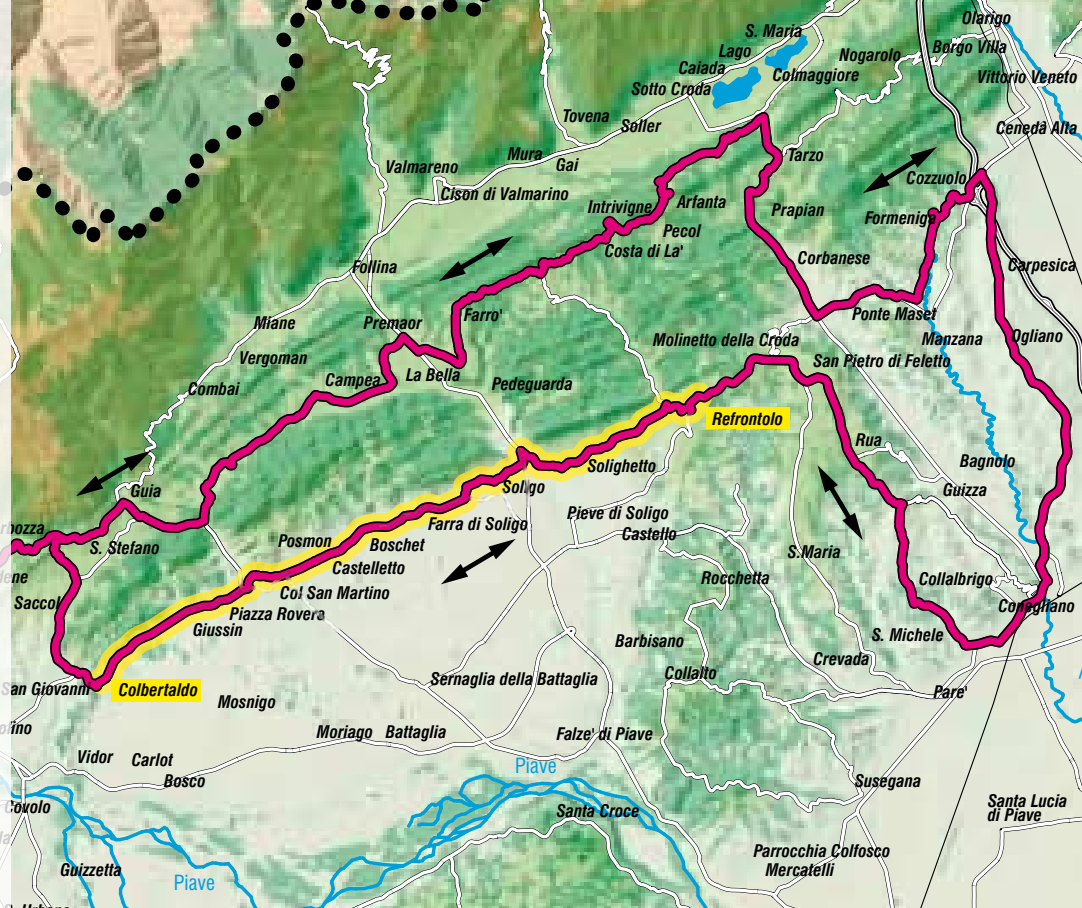 Olarigo
S. Maria
Borgo Villa
Lago
Nogarolo
Caiada
Colmaggiore
Vittorio Veneto
Sotto Croda
Tovena
Soller
Cenedà Alta
Mura
Tarzo
Gai
Valmareno
Cozzuolo
Cison di Valmarino
Arfanta
Intrivigne
Prapian
Formeniga
Pecol
Costa di La'
Corbanese
Follina
Carpesica
Farro'
Ponte Maset
Miane
Premaor
Ogliano
Molinetto della Croda
Manzana
Vergoman
San Pietro di Feletto
La Bella
Campea
Pedeguarda
Combai
Refrontolo
Rua
Bagnolo
Solighetto
Guia
Soligo
Guizza
Pieve di Soligo
Farra di Soligo
Castello
Posmon
Boschet
S. Stefano
S.Maria
Castelletto
Rocchetta
Collalbrigo
Col San Martino
Saccol
Conegliano
Piazza Rovera
Giussin
S. Michele
Barbisano
Crevada
Collalto
Sernaglia della Battaglia
San Giovanni
Colbertaldo
Pare'
Mosnigo
Moriago Battaglia
Falze' di Piave
Vidor
Carlot
Piave
Bosco
Susegana
Covolo
Santa Croce
Santa Lucia
di Piave
Parrocchia Colfosco
Mercatelli
Guizzetta
Piave